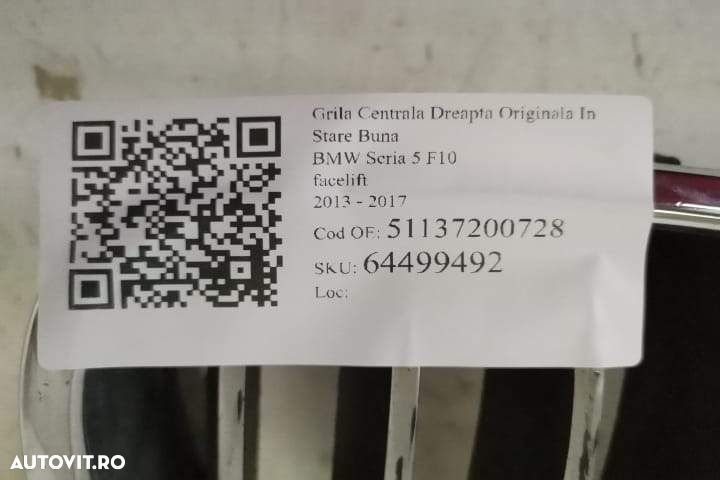 Grila Centrala Dreapta Originala In
Stare Buna
BMW Seria 5 F10
facelift
2013 - 2017
Cod OE: 51137200728
SKU: 64499492
Loc:
AUTOVIT.RO